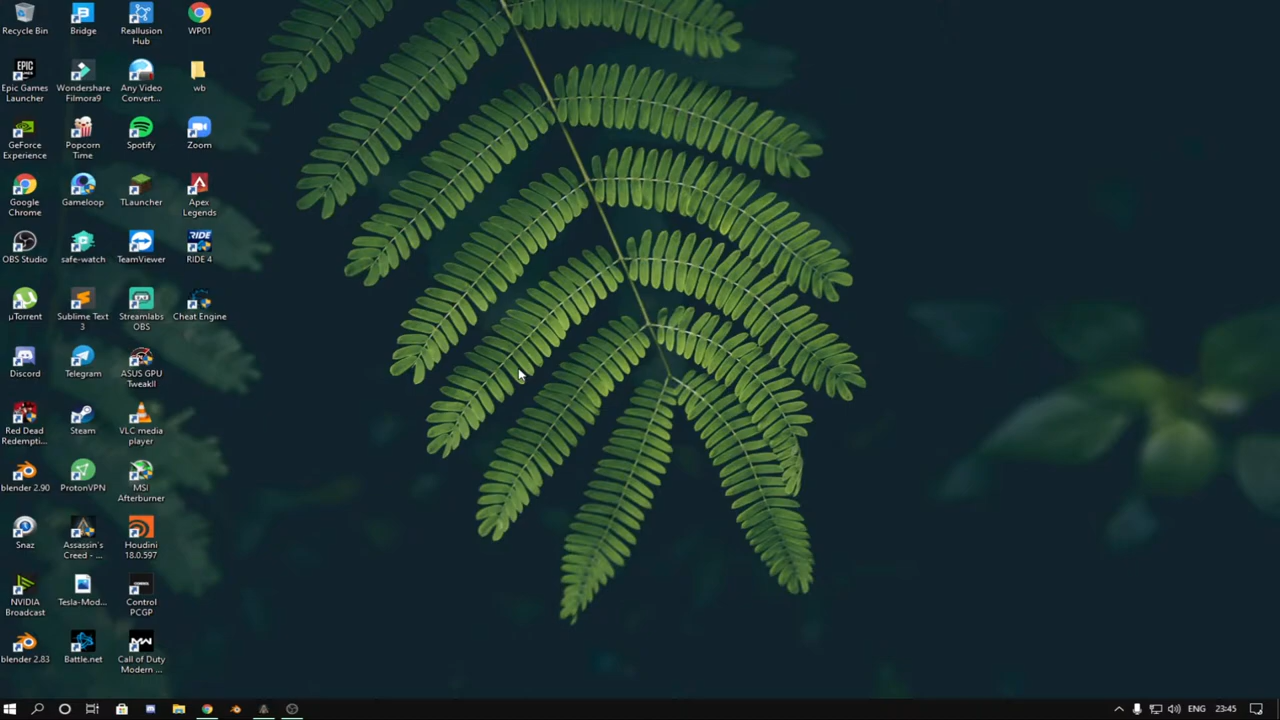 Recycle Bin
Bridge
Reallusion
Hub
WP01
EPIC
GAMES
Epic Games
Launcher
Wondershare
Filmora9
Any Video
Convert...
wb
GeForce
Experience
Popcorn
Time
Spotify
Zoom
Google
Chrome
Gameloop
TLauncher
Apex
Legends
OBS Studio
safe-watch
TeamViewer
RIDE
RIDE 4
µTorrent
Sublime Text
3
Streamlabs
OBS
Cheat Engine
Discord
Telegram
ASUS GPU
TweakII
Red Dead
Redempti...
Steam
VLC media
player
blender 2.90
ProtonVPN
MSI
Afterburner
Snaz
Assassin's
Creed - ...
Houdini
18.0.597
NVIDIA
Broadcast
Tesla-Mod...
Control
PCGP
blender 2.83
Battle.net
Call of Duty
Modern ...
ENG
23:45